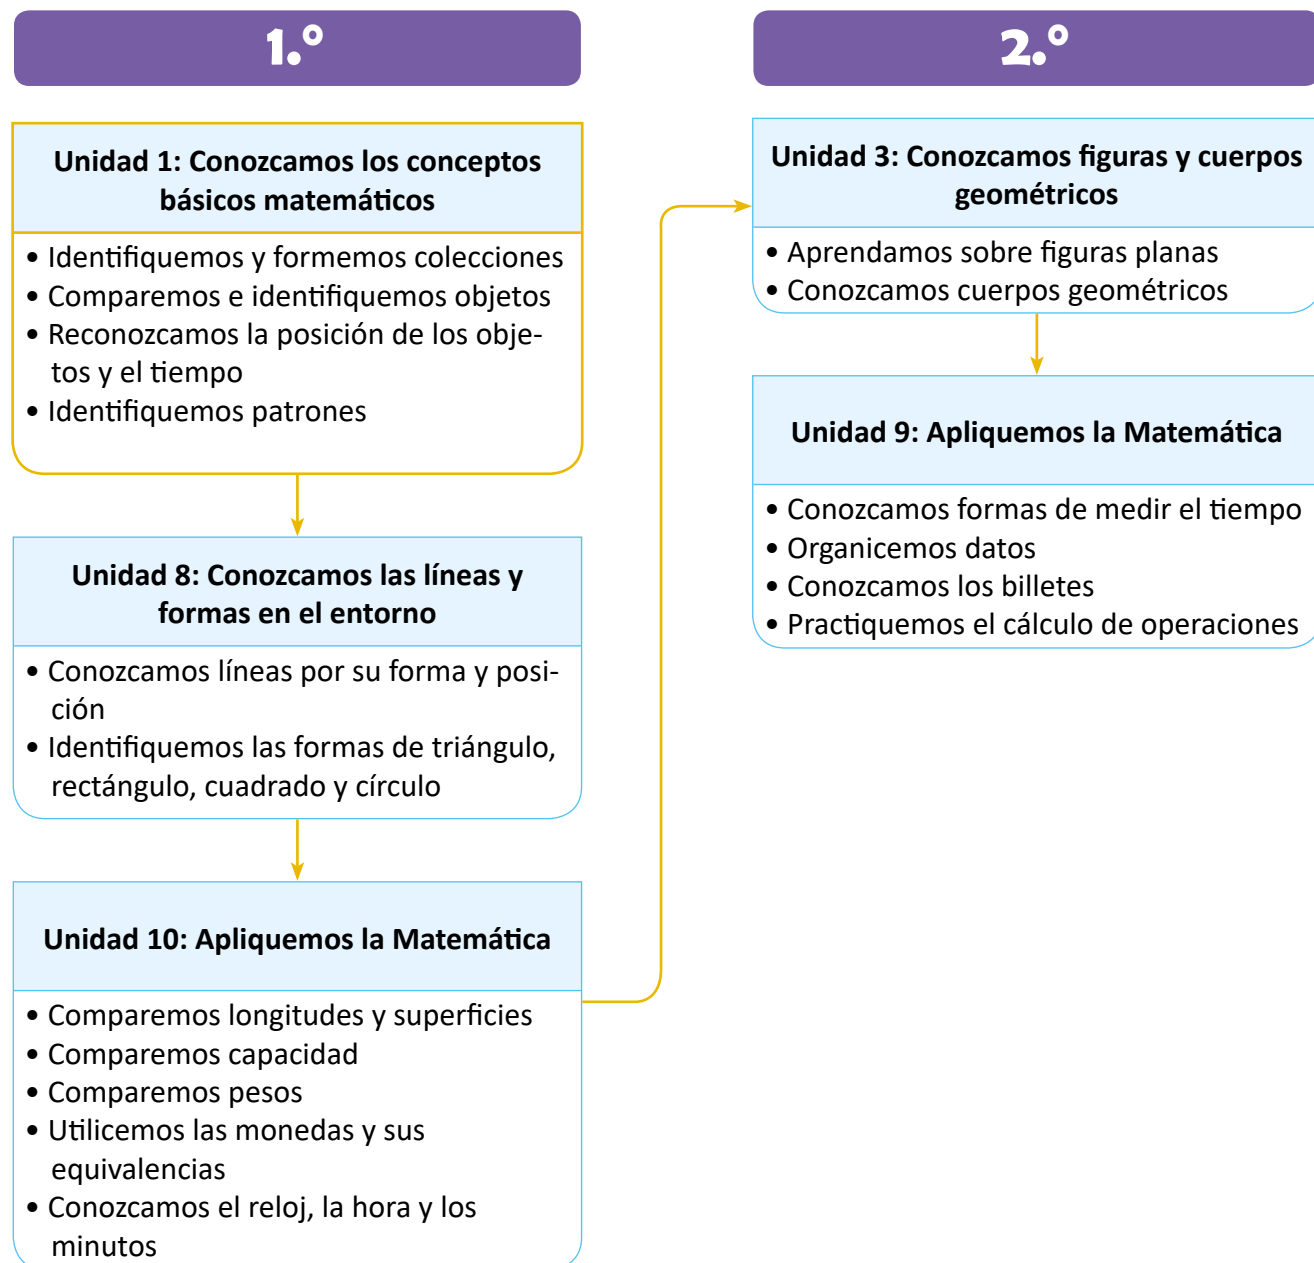 1.º
Unidad 1: Conozcamos los conceptos
básicos matemáticos
• Identifiquemos y formemos colecciones
• Comparemos e identifiquemos objetos
• Reconozcamos la posición de los obje-
tos y el tiempo
• Identifiquemos patrones
Unidad 8: Conozcamos las líneas y
formas en el entorno
• Conozcamos líneas por su forma y posi-
ción
• Identifiquemos las formas de triángulo,
rectángulo, cuadrado y círculo
Unidad 10: Apliquemos la Matemática
• Comparemos longitudes y superficies
• Comparemos capacidad
• Comparemos pesos
• Utilicemos las monedas y sus
equivalencias
• Conozcamos el reloj, la hora y los
minutos
2.º
Unidad 3: Conozcamos figuras y cuerpos
geométricos
• Aprendamos sobre figuras planas
• Conozcamos cuerpos geométricos
Unidad 9: Apliquemos la Matemática
• Conozcamos formas de medir el tiempo
• Organicemos datos
• Conozcamos los billetes
• Practiquemos el cálculo de operaciones